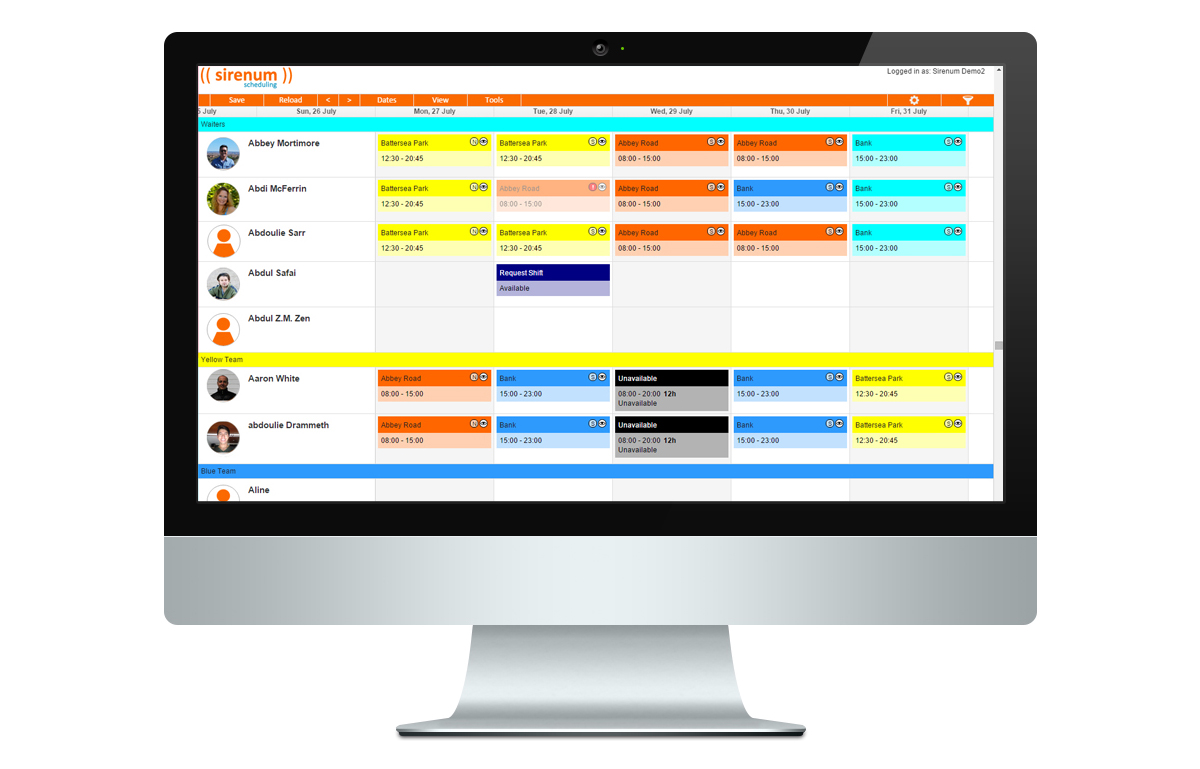 (( sirenum ))
scheduling
Logged in as: Sirenum Demo2
Save Reload < > Dates View Tools
5 July Sun, 26 July Mon, 27 July Tue, 28 July Wed, 29 July Thu, 30 July Fri, 31 July
Waiters
Abbey Mortimore Battersea Park N Battersea Park S Abbey Road S Abbey Road S Bank S
12:30 - 20:45 12:30 - 20:45 08:00 - 15:00 08:00 - 15:00 15:00 - 23:00
Abdi McFerrin Battersea Park N Abbey Road ! Abbey Road S Bank S Bank S
12:30 - 20:45 08:00 - 15:00 08:00 - 15:00 15:00 - 23:00 15:00 - 23:00
Abdoulie Sarr Battersea Park N Battersea Park S Abbey Road S Abbey Road S Bank S
12:30 - 20:45 12:30 - 20:45 08:00 - 15:00 08:00 - 15:00 15:00 - 23:00
Abdul Safai Request Shift
Available
Abdul Z.M. Zen
Yellow Team
Aaron White Abbey Road N Bank S Unavailable Bank S Battersea Park S
08:00 - 15:00 15:00 - 23:00 08:00 - 20:00 12h 15:00 - 23:00 12:30 - 20:45
Unavailable
abdoulie Drammeth Abbey Road N Bank S Unavailable Bank S Battersea Park S
08:00 - 15:00 15:00 - 23:00 08:00 - 20:00 12h 15:00 - 23:00 12:30 - 20:45
Unavailable
Blue Team
Aline